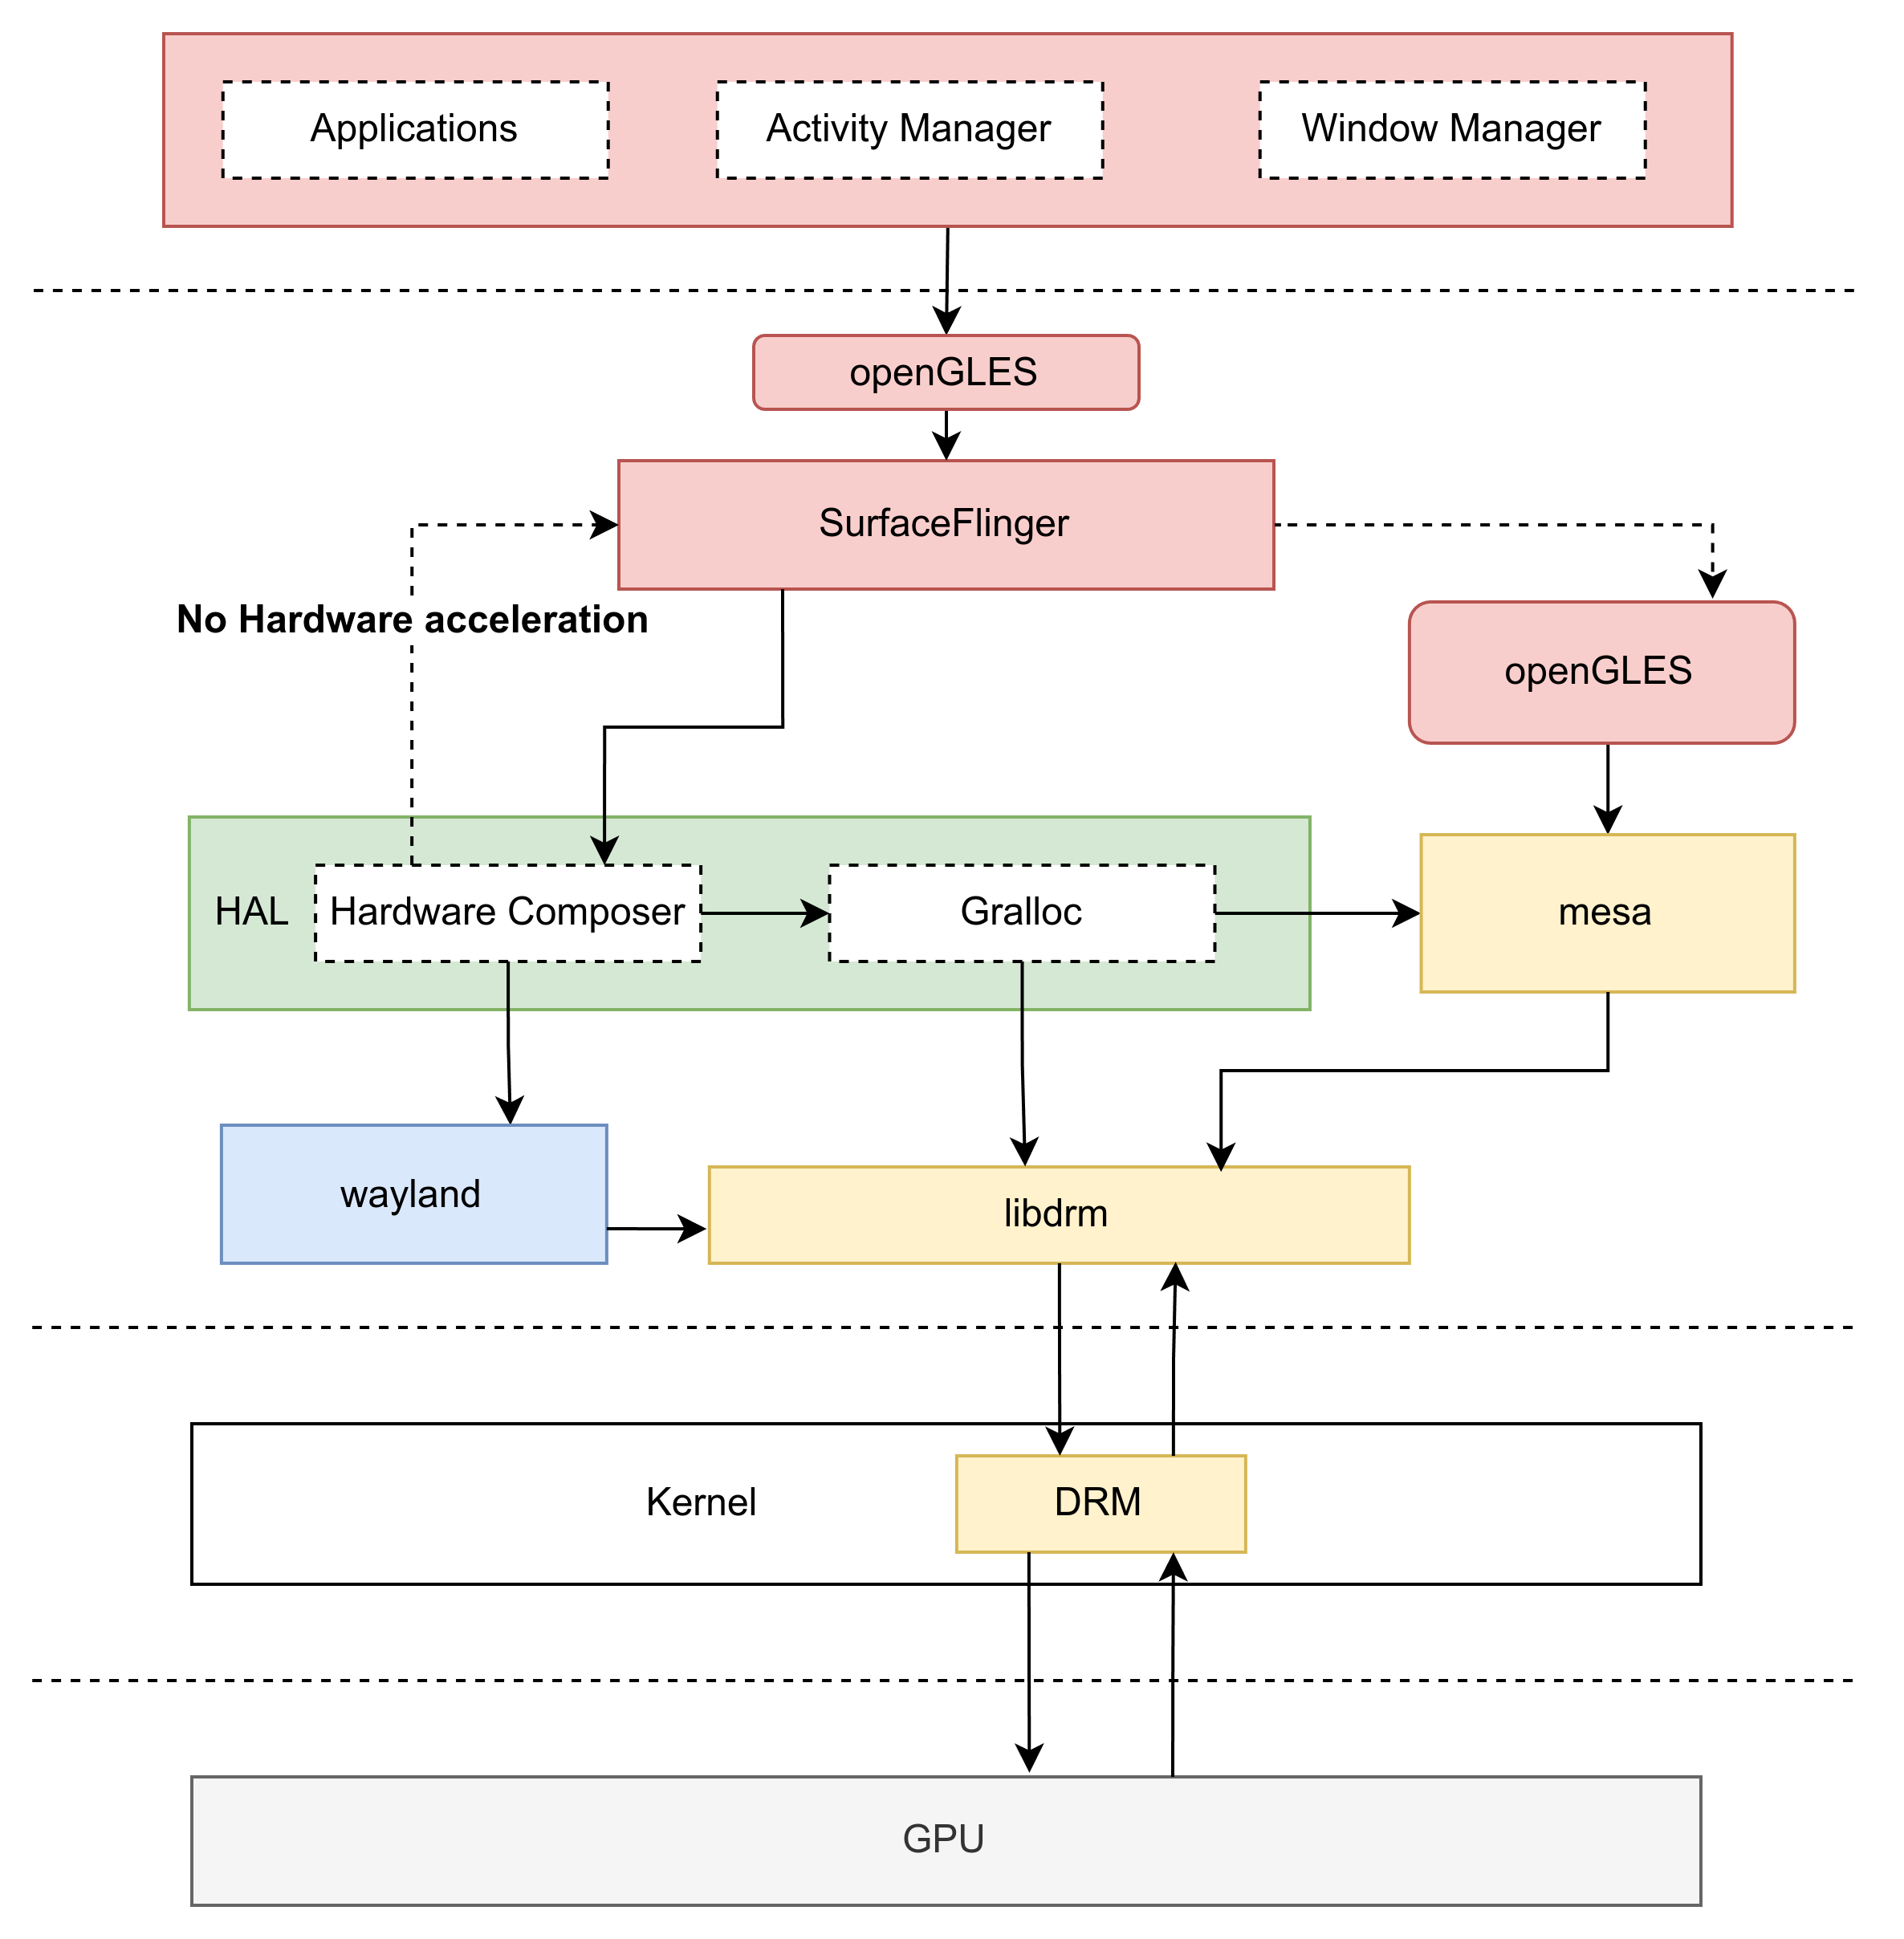 Applications
Activity Manager
Window Manager
openGLES
SurfaceFlinger
No Hardware acceleration
openGLES
HAL
Hardware Composer
Gralloc
mesa
wayland
libdrm
Kernel
DRM
GPU